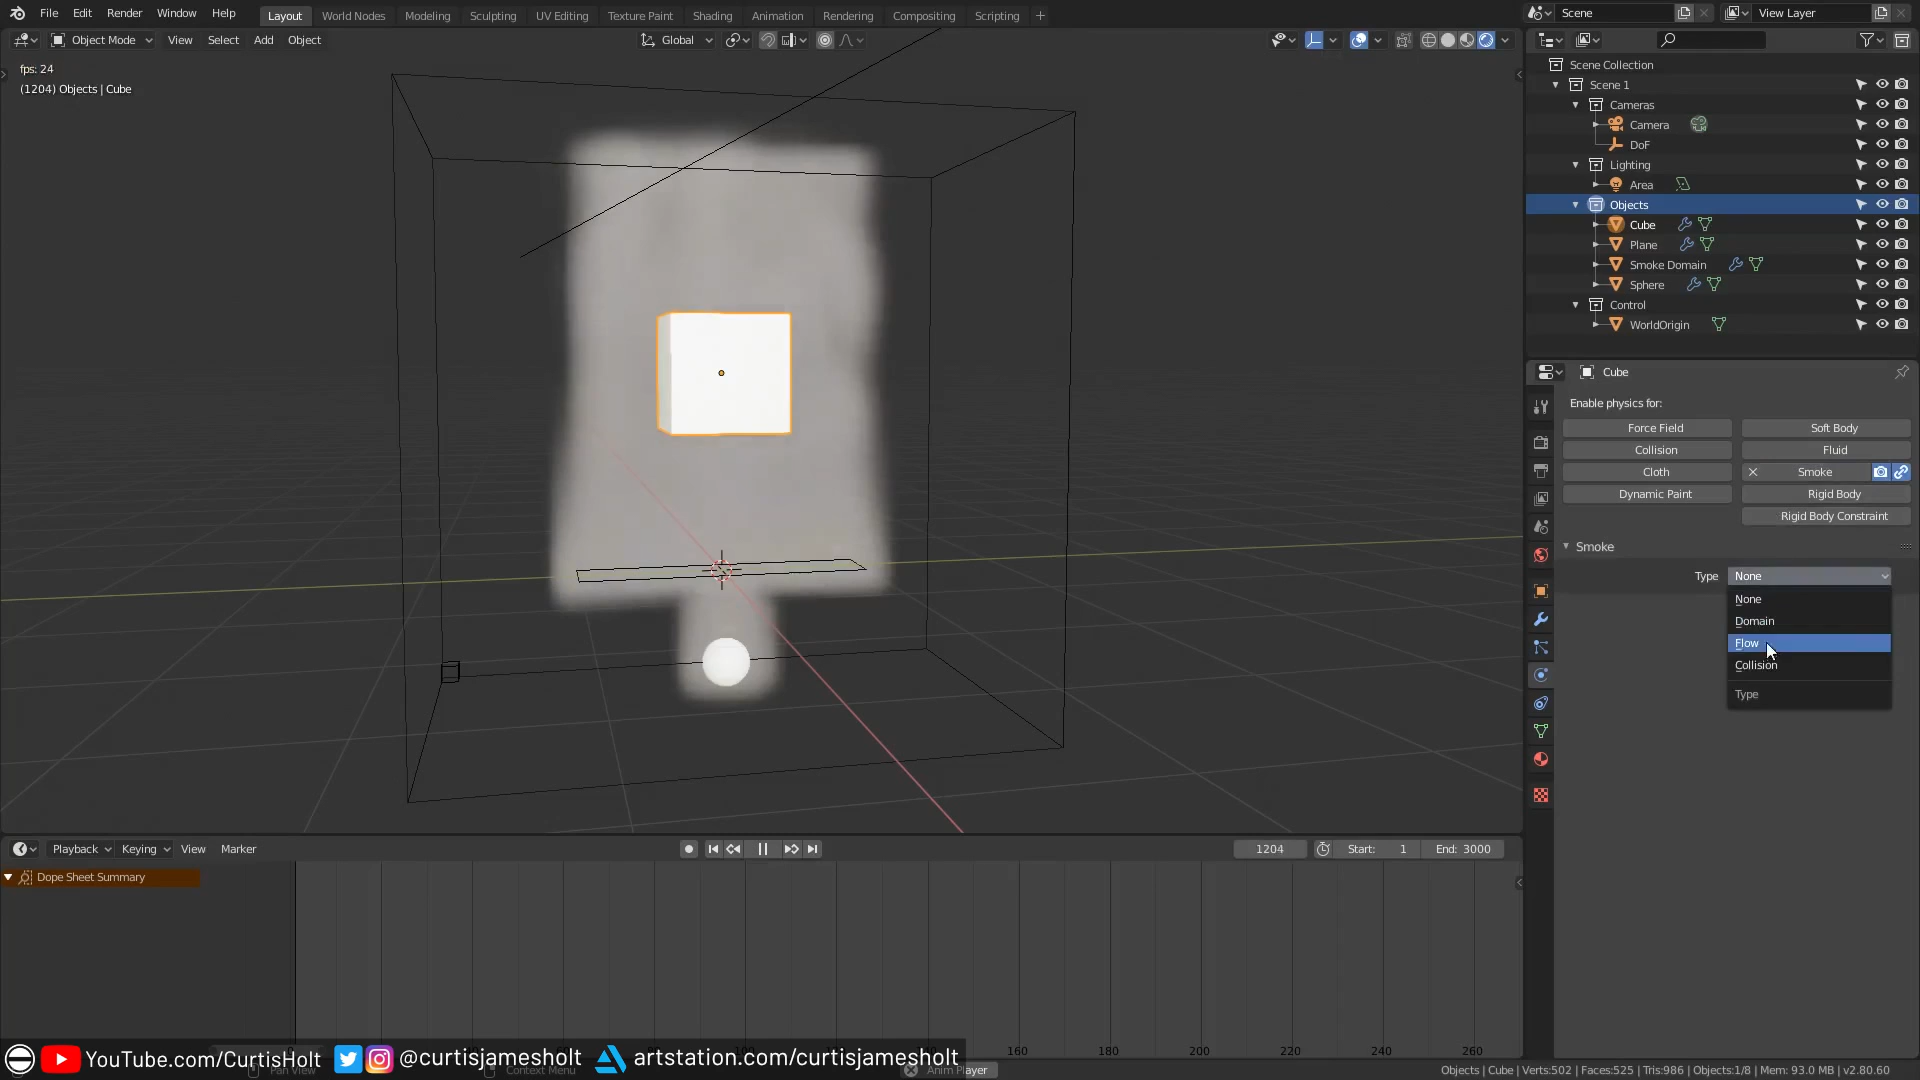 File Edit Render Window Help Layout World Nodes Modeling Sculpting UV Editing Texture Paint Shading Animation Rendering Compositing Scripting Scene View Layer
Object Mode View Select Add Object Global
fps: 24
(1204) Objects | Cube
Scene Collection
Scene 1
Cameras
Camera
DoF
Lighting
Area
Objects
Cube
Plane
Smoke Domain
Sphere
Control
WorldOrigin
Cube
Enable physics for:
Force Field Soft Body
Collision Fluid
Cloth Smoke
Dynamic Paint Rigid Body
Rigid Body Constraint
Smoke
Type None
None
Domain
Flow
Collision
Type
Playback Keying View Marker 1204 Start: 1 End: 3000
Dope Sheet Summary
160 180 200 220 240 260
YouTube.com/CurtisHolt @curtisjamesholt artstation.com/curtisjamesholt
Pan View Context Menu Anim Player Objects | Cube | Verts:502 | Faces:525 | Tris:986 | Objects:1/8 | Mem: 93.0 MB | v2.80.60